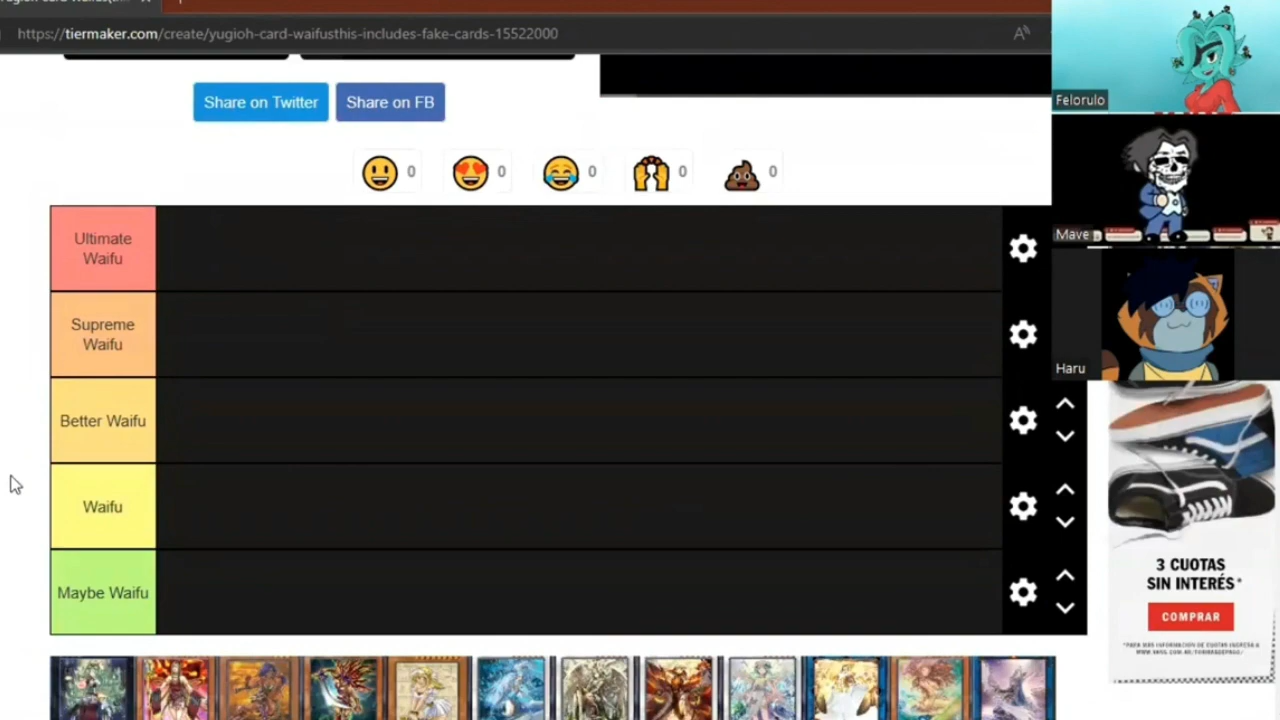 https://tiermaker.com/create/yugioh-card-waifusthis-includes-fake-cards-15522000
Share on Twitter
Share on FB
0
0
0
0
0
Ultimate
Waifu
Supreme
Waifu
Better Waifu
Waifu
Maybe Waifu
Felorulo
Mave
Haru
3 CUOTAS
SIN INTERÉS*
COMPRAR